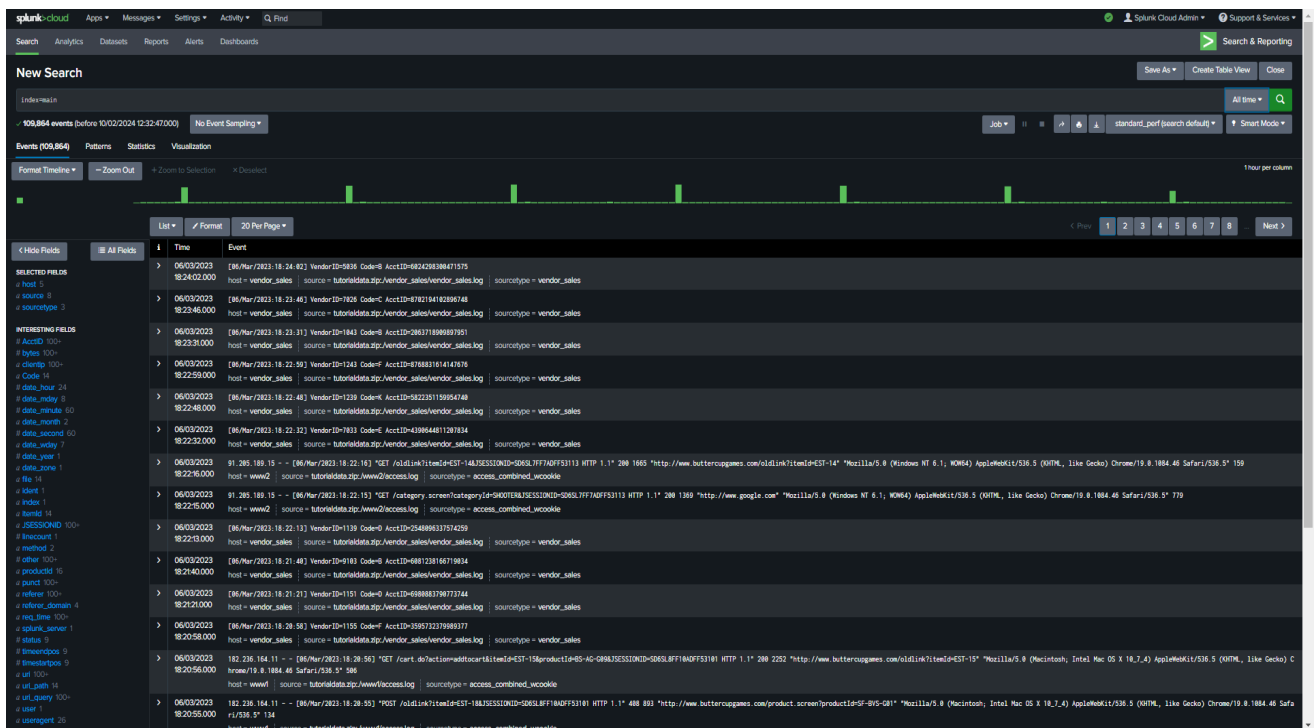 splunk>cloud Apps ▾ Messages ▾ Settings ▾ Activity ▾ Find Splunk Cloud Admin ▾ Support & Services ▾
Search Analytics Datasets Reports Alerts Dashboards Search & Reporting
New Search Save As ▾ Create Table View Close
index=main All time ▾
109,864 events (before 10/02/2024 12:32:47.000) No Event Sampling ▾ Job ▾ standard_perf (search default) ▾ Smart Mode ▾
Events (109,864) Patterns Statistics Visualization
Format Timeline ▾ – Zoom Out + Zoom to Selection × Deselect 1 hour per column
List ▾ Format 20 Per Page ▾ < Prev 1 2 3 4 5 6 7 8 ... Next >
< Hide Fields All Fields
SELECTED FIELDS
a host 5
a source 8
a sourcetype 3
INTERESTING FIELDS
# AcctID 100+
# bytes 100+
a clientip 100+
a Code 14
# date_hour 24
# date_mday 8
# date_minute 60
a date_month 2
# date_second 60
a date_wday 7
# date_year 1
a date_zone 1
a file 14
a ident 1
a index 1
a itemId 14
a JSESSIONID 100+
# linecount 1
a method 2
# other 100+
a productId 16
a punct 100+
a referer 100+
a referer_domain 4
a req_time 100+
a splunk_server 1
# status 9
# timeendpos 9
# timestartpos 9
a uri 100+
a uri_path 14
a uri_query 100+
a user 1
a useragent 26
i Time Event
> 06/03/2023 [06/Mar/2023:18:24:02] VendorID=5036 Code=B AcctID=6024298300471575
18:24:02.000 host = vendor_sales source = tutorialdata.zip:/vendor_sales/vendor_sales.log sourcetype = vendor_sales
> 06/03/2023 [06/Mar/2023:18:23:46] VendorID=7026 Code=C AcctID=8702194102896748
18:23:46.000 host = vendor_sales source = tutorialdata.zip:/vendor_sales/vendor_sales.log sourcetype = vendor_sales
> 06/03/2023 [06/Mar/2023:18:23:31] VendorID=1043 Code=B AcctID=2063718909897951
18:23:31.000 host = vendor_sales source = tutorialdata.zip:/vendor_sales/vendor_sales.log sourcetype = vendor_sales
> 06/03/2023 [06/Mar/2023:18:22:59] VendorID=1243 Code=F AcctID=8768831614147676
18:22:59.000 host = vendor_sales source = tutorialdata.zip:/vendor_sales/vendor_sales.log sourcetype = vendor_sales
> 06/03/2023 [06/Mar/2023:18:22:48] VendorID=1239 Code=K AcctID=5822351159954740
18:22:48.000 host = vendor_sales source = tutorialdata.zip:/vendor_sales/vendor_sales.log sourcetype = vendor_sales
> 06/03/2023 [06/Mar/2023:18:22:32] VendorID=7033 Code=E AcctID=4390644811207834
18:22:32.000 host = vendor_sales source = tutorialdata.zip:/vendor_sales/vendor_sales.log sourcetype = vendor_sales
> 06/03/2023 91.205.189.15 - - [06/Mar/2023:18:22:16] "GET /oldlink?itemId=EST-14&JSESSIONID=SD6SL7FF7ADFF53113 HTTP 1.1" 200 1665 "http://www.buttercupgames.com/oldlink?itemId=EST-14" "Mozilla/5.0 (Windows NT 6.1; WOW64) AppleWebKit/536.5 (KHTML, like Gecko) Chrome/19.0.1084.46 Safari/536.5" 159
18:22:16.000 host = www2 source = tutorialdata.zip:/www2/access.log sourcetype = access_combined_wcookie
> 06/03/2023 91.205.189.15 - - [06/Mar/2023:18:22:15] "GET /category.screen?categoryId=SHOOTER&JSESSIONID=SD6SL7FF7ADFF53113 HTTP 1.1" 200 1369 "http://www.google.com" "Mozilla/5.0 (Windows NT 6.1; WOW64) AppleWebKit/536.5 (KHTML, like Gecko) Chrome/19.0.1084.46 Safari/536.5" 779
18:22:15.000 host = www2 source = tutorialdata.zip:/www2/access.log sourcetype = access_combined_wcookie
> 06/03/2023 [06/Mar/2023:18:22:13] VendorID=1139 Code=D AcctID=2548096337574259
18:22:13.000 host = vendor_sales source = tutorialdata.zip:/vendor_sales/vendor_sales.log sourcetype = vendor_sales
> 06/03/2023 [06/Mar/2023:18:21:40] VendorID=9103 Code=B AcctID=6081238166719034
18:21:40.000 host = vendor_sales source = tutorialdata.zip:/vendor_sales/vendor_sales.log sourcetype = vendor_sales
> 06/03/2023 [06/Mar/2023:18:21:21] VendorID=1151 Code=D AcctID=6980883790773744
18:21:21.000 host = vendor_sales source = tutorialdata.zip:/vendor_sales/vendor_sales.log sourcetype = vendor_sales
> 06/03/2023 [06/Mar/2023:18:20:58] VendorID=1155 Code=F AcctID=3595732379989377
18:20:58.000 host = vendor_sales source = tutorialdata.zip:/vendor_sales/vendor_sales.log sourcetype = vendor_sales
> 06/03/2023 182.236.164.11 - - [06/Mar/2023:18:20:56] "GET /cart.do?action=addtocart&itemId=EST-15&productId=BS-AG-G09&JSESSIONID=SD6SL8FF10ADFF53101 HTTP 1.1" 200 2252 "http://www.buttercupgames.com/oldlink?itemId=EST-15" "Mozilla/5.0 (Macintosh; Intel Mac OS X 10_7_4) AppleWebKit/536.5 (KHTML, like Gecko) C
18:20:56.000 hrome/19.0.1084.46 Safari/536.5" 506
host = www1 source = tutorialdata.zip:/www1/access.log sourcetype = access_combined_wcookie
> 06/03/2023 182.236.164.11 - - [06/Mar/2023:18:20:55] "POST /oldlink?itemId=EST-18&JSESSIONID=SD6SL8FF10ADFF53101 HTTP 1.1" 408 893 "http://www.buttercupgames.com/product.screen?productId=SF-BVS-G01" "Mozilla/5.0 (Macintosh; Intel Mac OS X 10_7_4) AppleWebKit/536.5 (KHTML, like Gecko) Chrome/19.0.1084.46 Safa
18:20:55.000 ri/536.5" 134